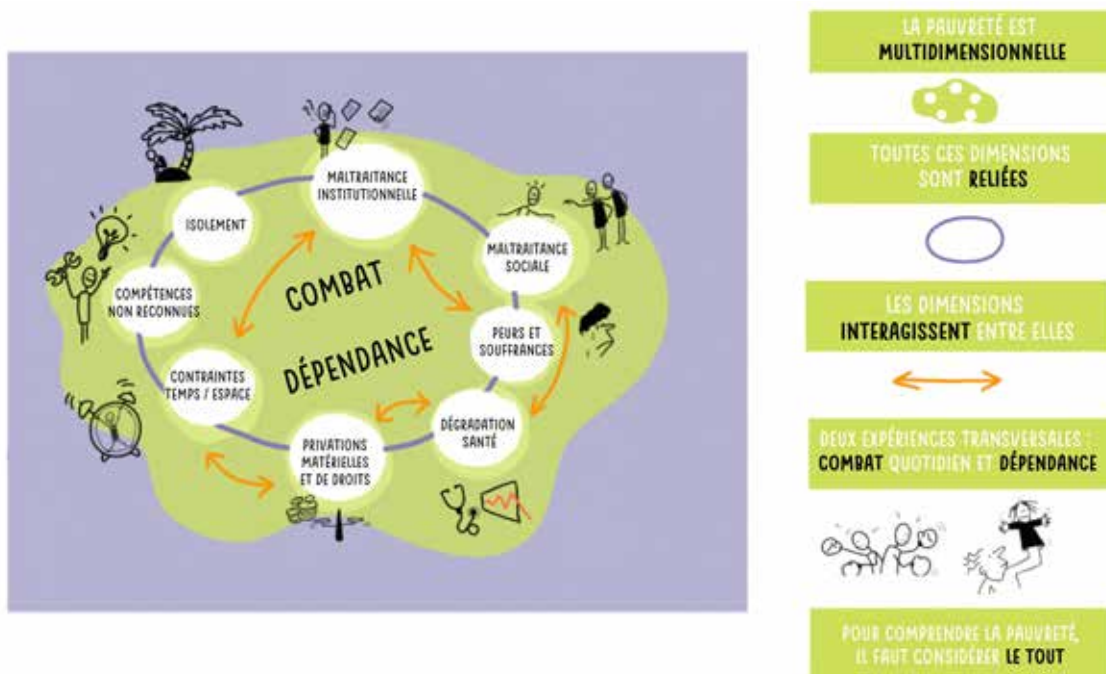 MALTRAITANCE
INSTITUTIONNELLE
ISOLEMENT
MALTRAITANCE
SOCIALE
COMPÉTENCES
NON RECONNUES
COMBAT
DÉPENDANCE
PEURS ET
SOUFFRANCES
CONTRAINTES
TEMPS / ESPACE
DÉGRADATION
SANTÉ
PRIVATIONS
MATÉRIELLES
ET DE DROITS
LA PAUVRETÉ EST
MULTIDIMENSIONNELLE
TOUTES CES DIMENSIONS
SONT RELIÉES
LES DIMENSIONS
INTERAGISSENT ENTRE ELLES
DEUX EXPÉRIENCES TRANSVERSALES :
COMBAT QUOTIDIEN ET DÉPENDANCE
POUR COMPRENDRE LA PAUVRETÉ,
IL FAUT CONSIDÉRER LE TOUT